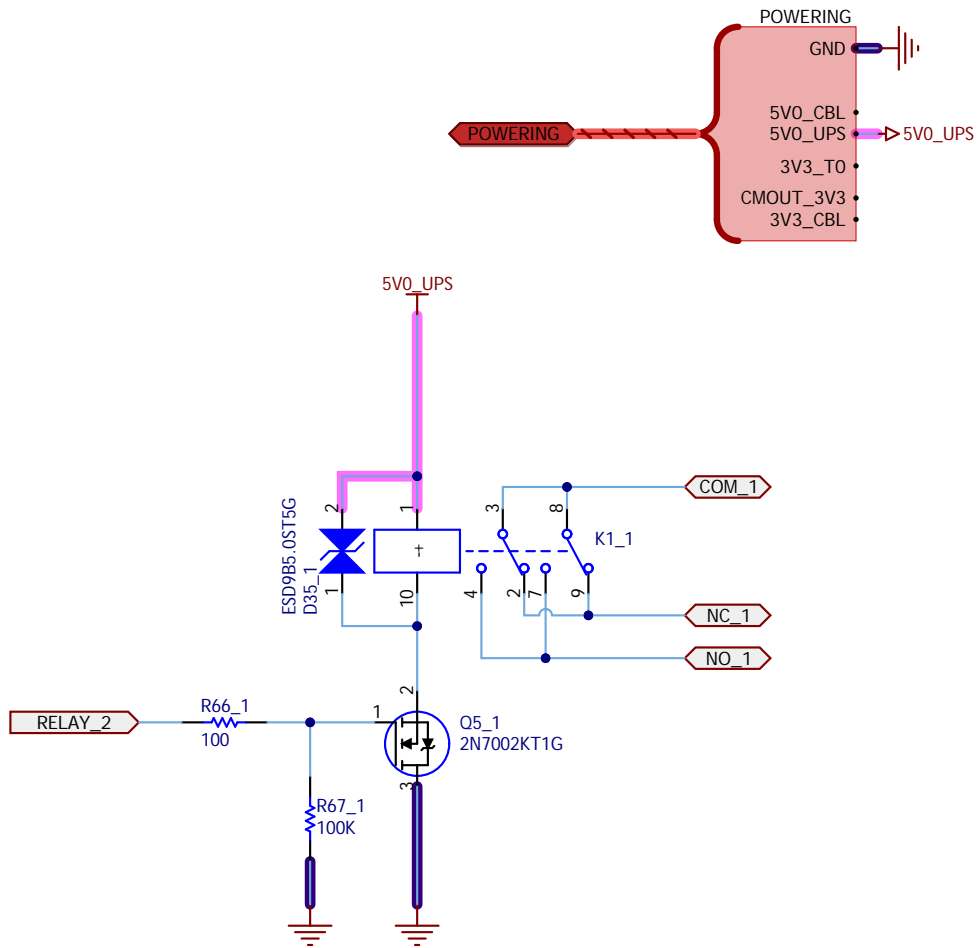 POWERING
GND
5V0_CBL
POWERING
5V0_UPS
5V0_UPS
3V3_T0
CMOUT_3V3
3V3_CBL
5V0_UPS
COM_1
3
8
2
1
K1_1
ESD9B5.0ST5G
D35_1
1
10
4
2
7
9
NC_1
NO_1
2
R66_1
1
Q5_1
RELAY_2
100
2N7002KT1G
3
R67_1
100K